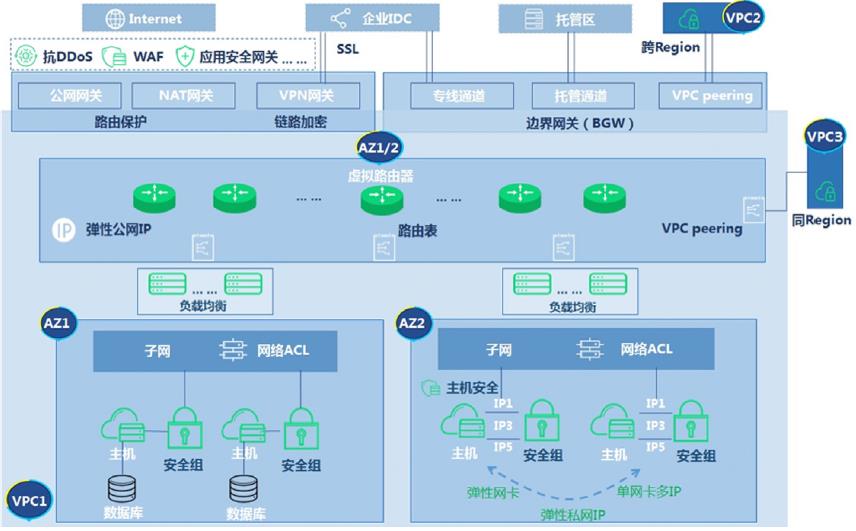 Internet
企业IDC
托管区
VPC2
抗DDoS
WAF
应用安全网关 ... ...
SSL
跨Region
公网网关
NAT网关
VPN网关
专线通道
托管通道
VPC peering
路由保护
链路加密
边界网关（BGW）
AZ1/2
VPC3
虚拟路由器
... ...
... ...
IP
弹性公网IP
路由表
VPC peering
同Region
... ...
负载均衡
... ...
负载均衡
AZ1
AZ2
子网
网络ACL
子网
网络ACL
主机安全
IP1
IP3
IP5
IP1
IP3
IP5
主机
安全组
主机
安全组
主机
安全组
主机
安全组
数据库
数据库
弹性网卡
单网卡多IP
弹性私网IP
VPC1